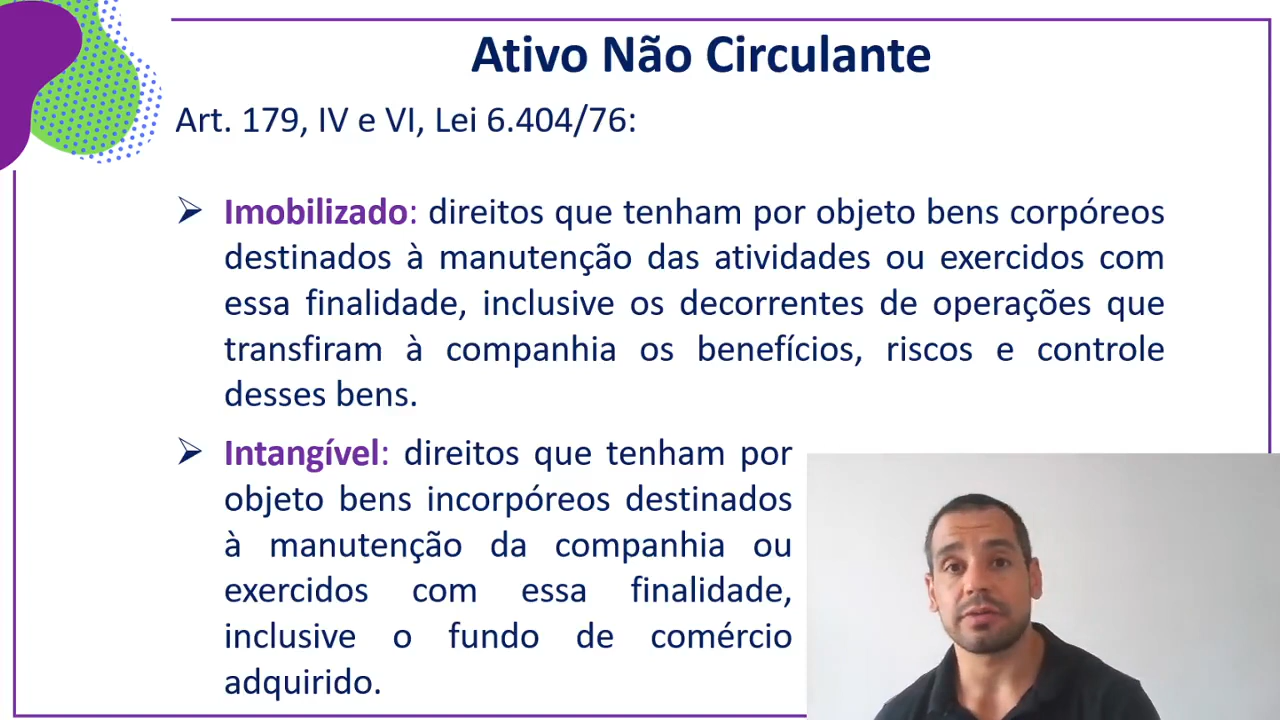 Ativo Não Circulante
Art. 179, IV e VI, Lei 6.404/76:
Imobilizado: direitos que tenham por objeto bens corpóreos
destinados à manutenção das atividades ou exercidos com
essa finalidade, inclusive os decorrentes de operações que
transfiram à companhia os benefícios, riscos e controle
desses bens.
Intangível: direitos que tenham por
objeto bens incorpóreos destinados
à manutenção da companhia ou
exercidos com essa finalidade,
inclusive o fundo de comércio
adquirido.